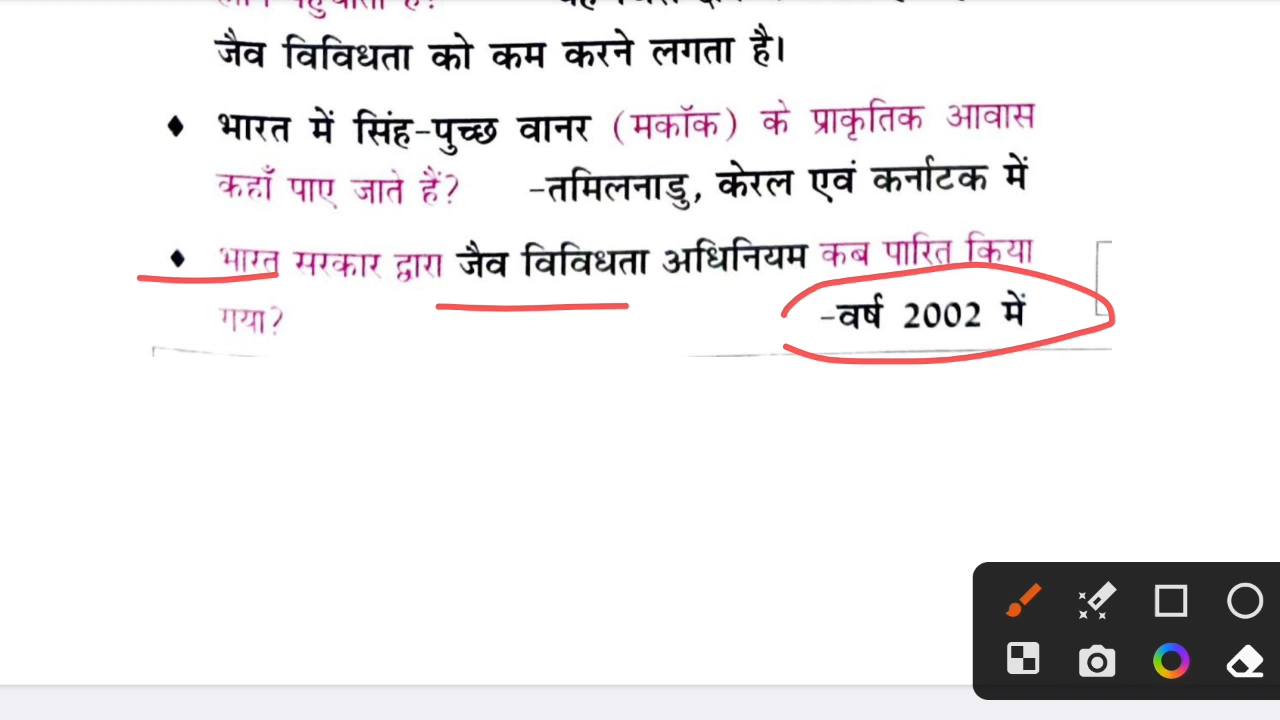 जैव विविधता को कम करने लगता है।
♦ भारत में सिंह-पुच्छ वानर (मकॉक) के प्राकृतिक आवास
कहाँ पाए जाते हैं? -तमिलनाडु, केरल एवं कर्नाटक में
♦ भारत सरकार द्वारा जैव विविधता अधिनियम कब पारित किया
गया? -वर्ष 2002 में